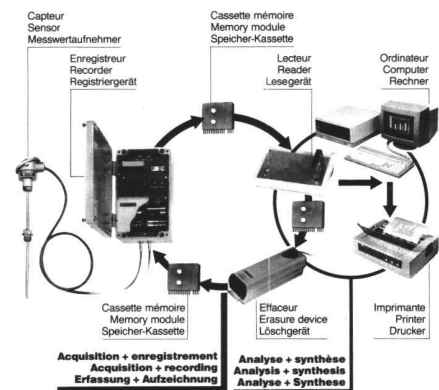 Capteur
Sensor
Messwertaufnehmer
Enregistreur
Recorder
Registriergerät
Cassette mémoire
Memory module
Speicher-Kassette
Lecteur
Reader
Lesegerät
Ordinateur
Computer
Rechner
Cassette mémoire
Memory module
Speicher-Kassette
Effaceur
Erasure device
Löschgerät
Imprimante
Printer
Drucker
Acquisition + enregistrement
Acquisition + recording
Erfassung + Aufzeichnung
Analyse + synthèse
Analysis + synthesis
Analyse + Synthese